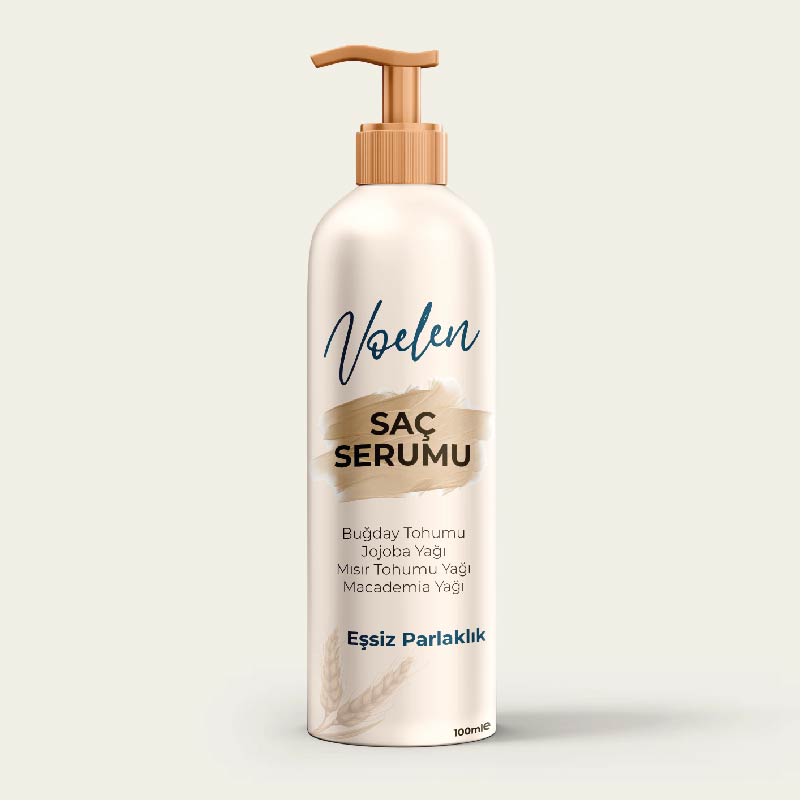 Voelen
SAÇ
SERUMU
Buğday Tohumu
Jojoba Yağı
Mısır Tohumu Yağı
Macademia Yağı
Eşsiz Parlaklık
100ml℮